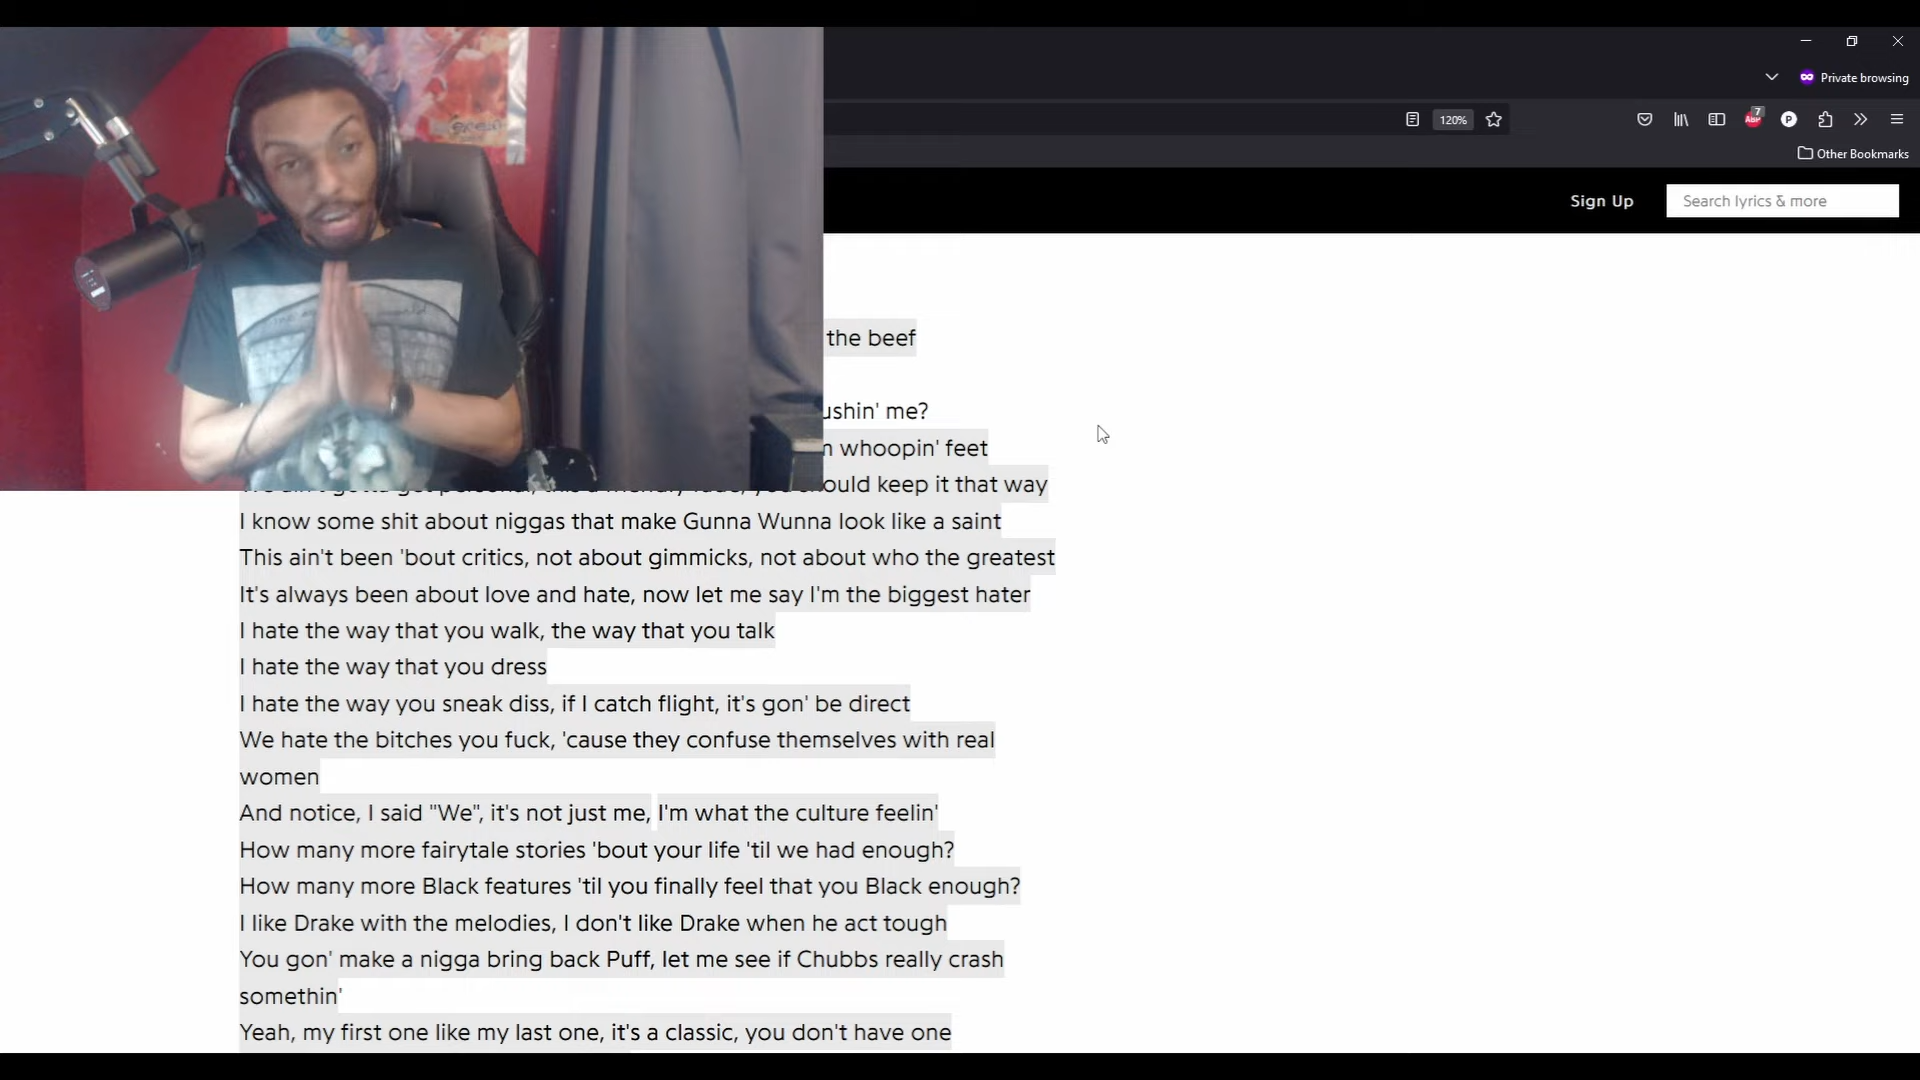 Private browsing
120%
7
ABP
P
Other Bookmarks
Sign Up
Search lyrics & more
the beef
ushin' me?
whoopin' feet
should keep it that way
I know some shit about niggas that make Gunna Wunna look like a saint
This ain't been 'bout critics, not about gimmicks, not about who the greatest
It's always been about love and hate, now let me say I'm the biggest hater
I hate the way that you walk, the way that you talk
I hate the way that you dress
I hate the way you sneak diss, if I catch flight, it's gon' be direct
We hate the bitches you fuck, 'cause they confuse themselves with real
women
And notice, I said "We", it's not just me, I'm what the culture feelin'
How many more fairytale stories 'bout your life 'til we had enough?
How many more Black features 'til you finally feel that you Black enough?
I like Drake with the melodies, I don't like Drake when he act tough
You gon' make a nigga bring back Puff, let me see if Chubbs really crash
somethin'
Yeah, my first one like my last one, it's a classic, you don't have one